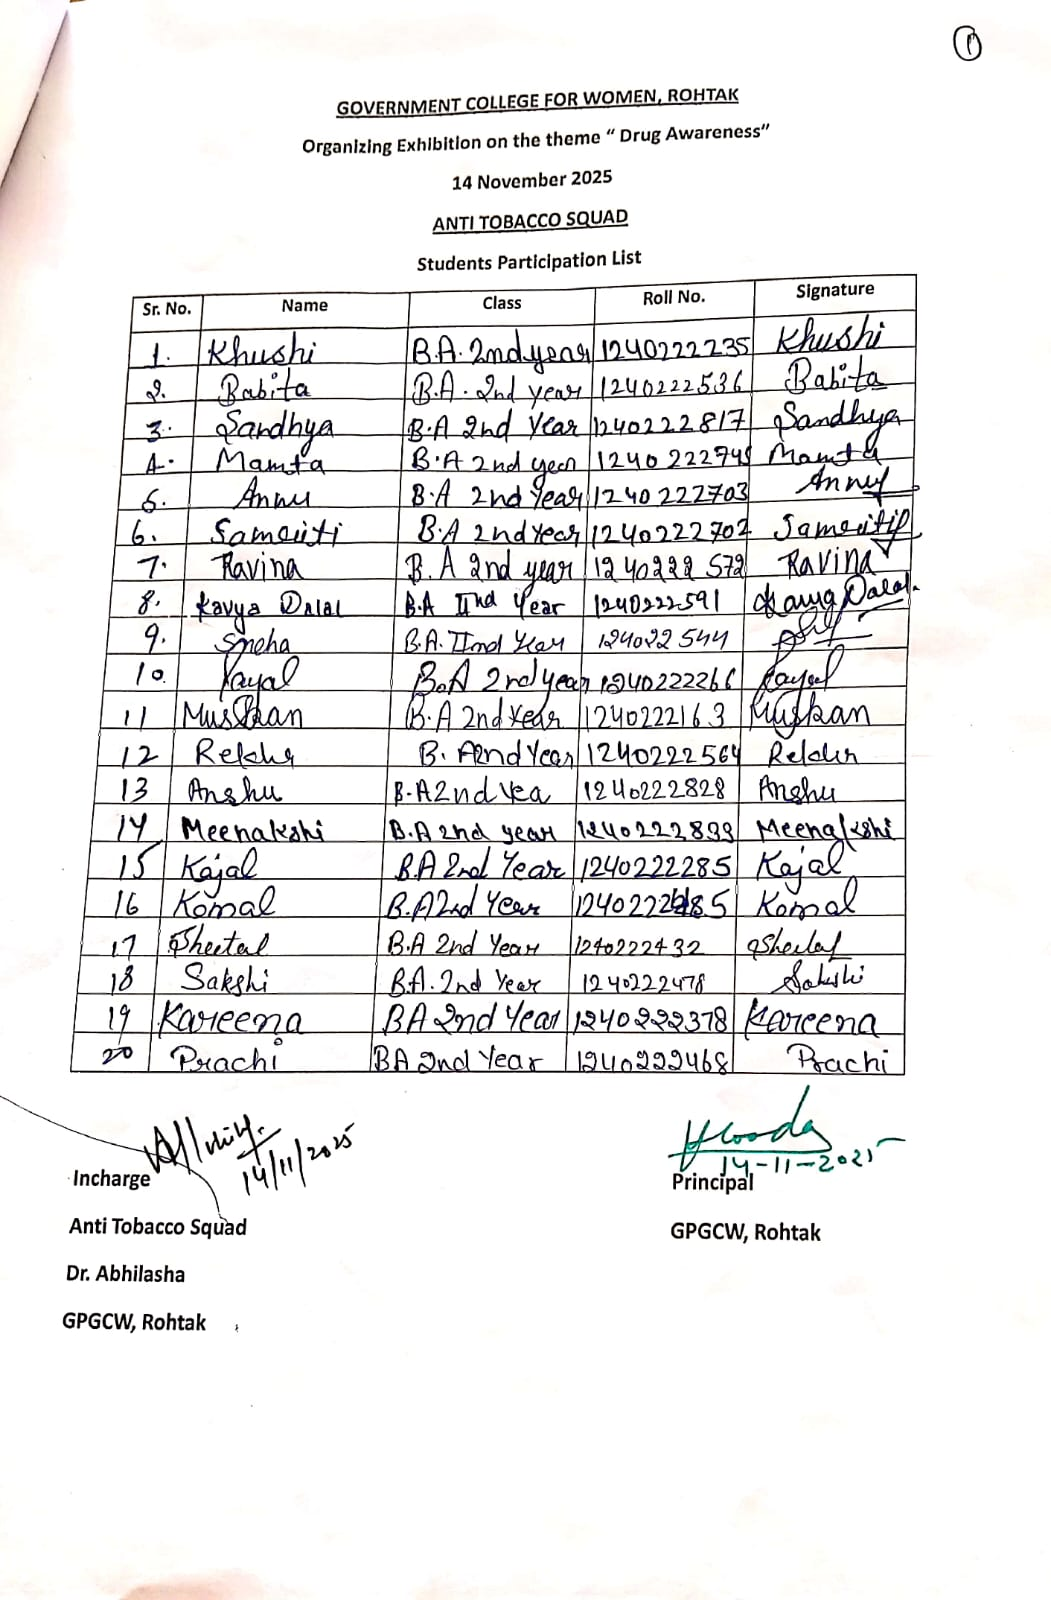 1
GOVERNMENT COLLEGE FOR WOMEN, ROHTAK
Organizing Exhibition on the theme “ Drug Awareness”
14 November 2025
ANTI TOBACCO SQUAD
Students Participation List
Sr. No. Name Class Roll No. Signature
1. Khushi B.A. 2nd year 1240222235 Khushi
2. Babita B.A. 2nd year 1240222536 Babita
3. Sandhya B.A 2nd Year 1240222817 Sandhya
4. Mamta B.A 2nd year 1240222745 Mamta
5. Annu B.A 2nd Year 1240222703 Annu
6. Samriti B.A 2nd Year 1240222702 Samriti
7. Ravina B.A 2nd year 1240222572 Ravina
8. Kavya Dalal B.A IInd Year 1240222591 Kavya Dalal.
9. Sneha B.A. IInd Year 124022544
10. Payal B.A 2nd year 1240222266 Payal
11 Muskan B.A 2nd Year 1240222163 Muskan
12 Rekha B. A2nd Year 1240222564 Rekha
13 Anshu B.A 2nd Yea 1240222828 Anshu
14 Meenakshi B.A 2nd year 1240222839 Meenakshi
15 Kajal B.A 2nd Year 1240222285 Kajal
16 Komal B.A 2nd Year Komal
17 Sheetal B.A 2nd Year 1240222432 Sheetal
18 Sakshi B.A. 2nd Year 1240222478 Sakshi
19 Kareena BA 2nd Year 1240222378 Kareena
20 Prachi BA 2nd Year 1240222468 Prachi
14/11/2025
14-11-2025
Incharge Principal
Anti Tobacco Squad GPGCW, Rohtak
Dr. Abhilasha
GPGCW, Rohtak